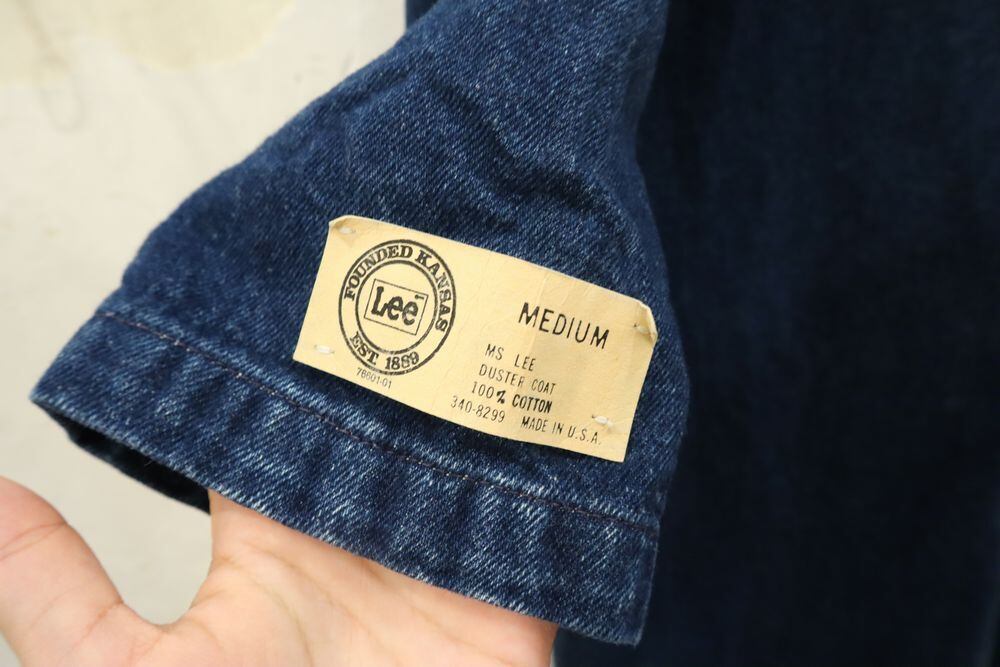 FOUNDED KANSAS
Lee
EST 1889
78601-01
MEDIUM
MS LEE
DUSTER COAT
100% COTTON
340-8299 MADE IN U.S.A.